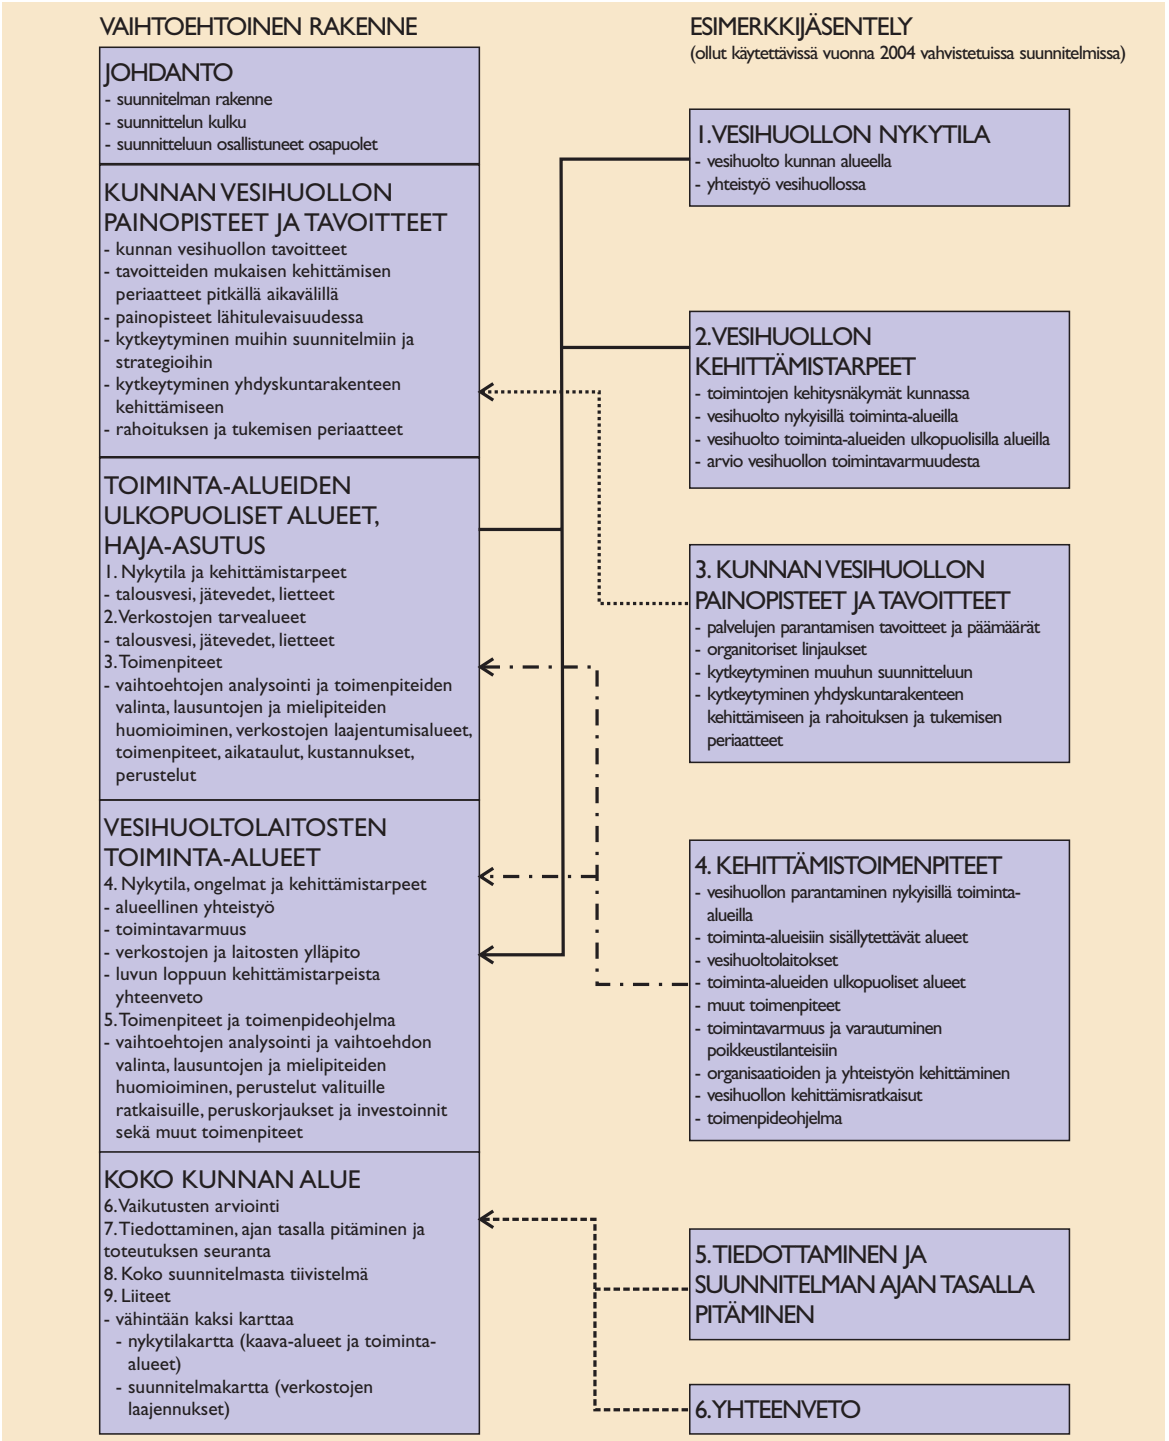 VAIHTOEHTOINEN RAKENNE
JOHDANTO
- suunnitelman rakenne
- suunnittelun kulku
- suunnitteluun osallistuneet osapuolet
KUNNAN VESIHUOLLON
PAINOPISTEET JA TAVOITTEET
- kunnan vesihuollon tavoitteet
- tavoitteiden mukaisen kehittämisen
periaatteet pitkällä aikavälillä
- painopisteet lähitulevaisuudessa
- kytkeytyminen muihin suunnitelmiin ja
strategioihin
- kytkeytyminen yhdyskuntarakenteen
kehittämiseen
- rahoituksen ja tukemisen periaatteet
TOIMINTA-ALUEIDEN
ULKOPUOLISET ALUEET,
HAJA-ASUTUS
1. Nykytila ja kehittämistarpeet
- talousvesi, jätevedet, lietteet
2. Verkostojen tarvealueet
- talousvesi, jätevedet, lietteet
3. Toimenpiteet
- vaihtoehtojen analysointi ja toimenpiteiden
valinta, lausuntojen ja mielipiteiden
huomioiminen, verkostojen laajentumisalueet,
toimenpiteet, aikataulut, kustannukset,
perustelut
VESIHUOLTOLAITOSTEN
TOIMINTA-ALUEET
4. Nykytila, ongelmat ja kehittämistarpeet
- alueellinen yhteistyö
- toimintavarmuus
- verkostojen ja laitosten ylläpito
- luvun loppuun kehittämistarpeista
yhteenveto
5. Toimenpiteet ja toimenpideohjelma
- vaihtoehtojen analysointi ja vaihtoehdon
valinta, lausuntojen ja mielipiteiden
huomioiminen, perustelut valituille
ratkaisuille, peruskorjaukset ja investoinnit
sekä muut toimenpiteet
KOKO KUNNAN ALUE
6. Vaikutusten arviointi
7. Tiedottaminen, ajan tasalla pitäminen ja
toteutuksen seuranta
8. Koko suunnitelmasta tiivistelmä
9. Liiteet
- vähintään kaksi karttaa
- nykytilakartta (kaava-alueet ja toiminta-
alueet)
- suunnitelmakartta (verkostojen
laajennukset)
ESIMERKKIJÄSENTELY
(ollut käytettävissä vuonna 2004 vahvistetuissa suunnitelmissa)
1. VESIHUOLLON NYKYTILA
- vesihuolto kunnan alueella
- yhteistyö vesihuollossa
2. VESIHUOLLON
KEHITTÄMISTARPEET
- toimintojen kehitysnäkymät kunnassa
- vesihuolto nykyisillä toiminta-alueilla
- vesihuolto toiminta-alueiden ulkopuolisilla alueilla
- arvio vesihuollon toimintavarmuudesta
3. KUNNAN VESIHUOLLON
PAINOPISTEET JA TAVOITTEET
- palvelujen parantamisen tavoitteet ja päämäärät
- organitoriset linjaukset
- kytkeytyminen muuhun suunnitteluun
- kytkeytyminen yhdyskuntarakenteen
kehittämiseen ja rahoituksen ja tukemisen
periaatteet
4. KEHITTÄMISTOIMENPITEET
- vesihuollon parantaminen nykyisillä toiminta-
alueilla
- toiminta-alueisiin sisällytettävät alueet
- vesihuoltolaitokset
- toiminta-alueiden ulkopuoliset alueet
- muut toimenpiteet
- toimintavarmuus ja varautuminen
poikkeustilanteisiin
- organisaatioiden ja yhteistyön kehittäminen
- vesihuollon kehittämisratkaisut
- toimenpideohjelma
5. TIEDOTTAMINEN JA
SUUNNITELMAN AJAN TASALLA
PITÄMINEN
6. YHTEENVETO